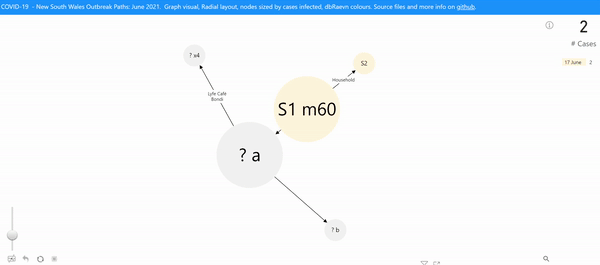 COVID-19 - New South Wales Outbreak Paths: June 2021. Graph visual, Radial layout, nodes sized by cases infected, dbRaevn colours. Source files and more info on github.
2
# Cases
17 June 2
? x4
S2
Household
Lyfe Cafe
Bondi
S1 m60
? a
? b